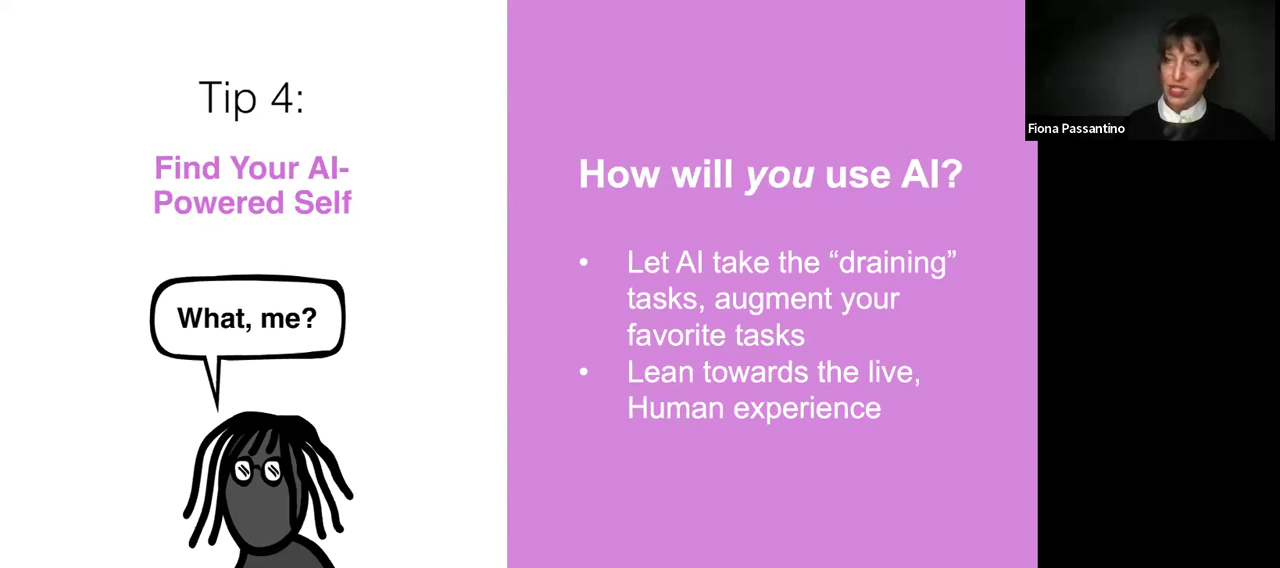 Tip 4:
Find Your AI-
Powered Self
What, me?
How will you use AI?
• Let AI take the “draining”
tasks, augment your
favorite tasks
• Lean towards the live,
Human experience
Fiona Passantino